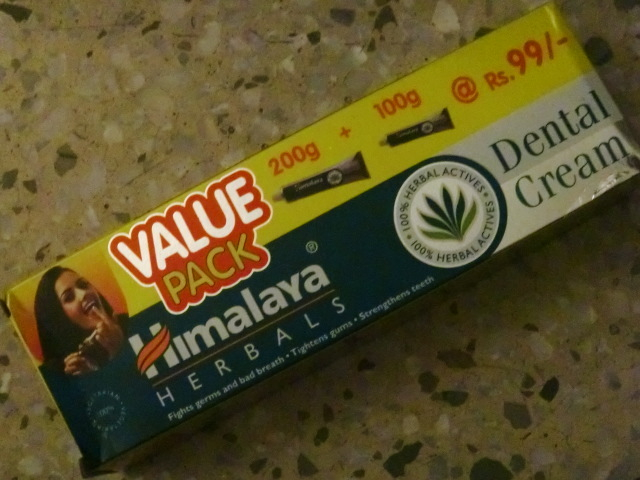 200g + 100g @ Rs.99/-
VALUE
PACK
Himalaya®
HERBALS
Fights germs and bad breath • Tightens gums • Strengthens teeth
100% HERBAL ACTIVES • 100% HERBAL ACTIVES •
Dental
Cream
100%